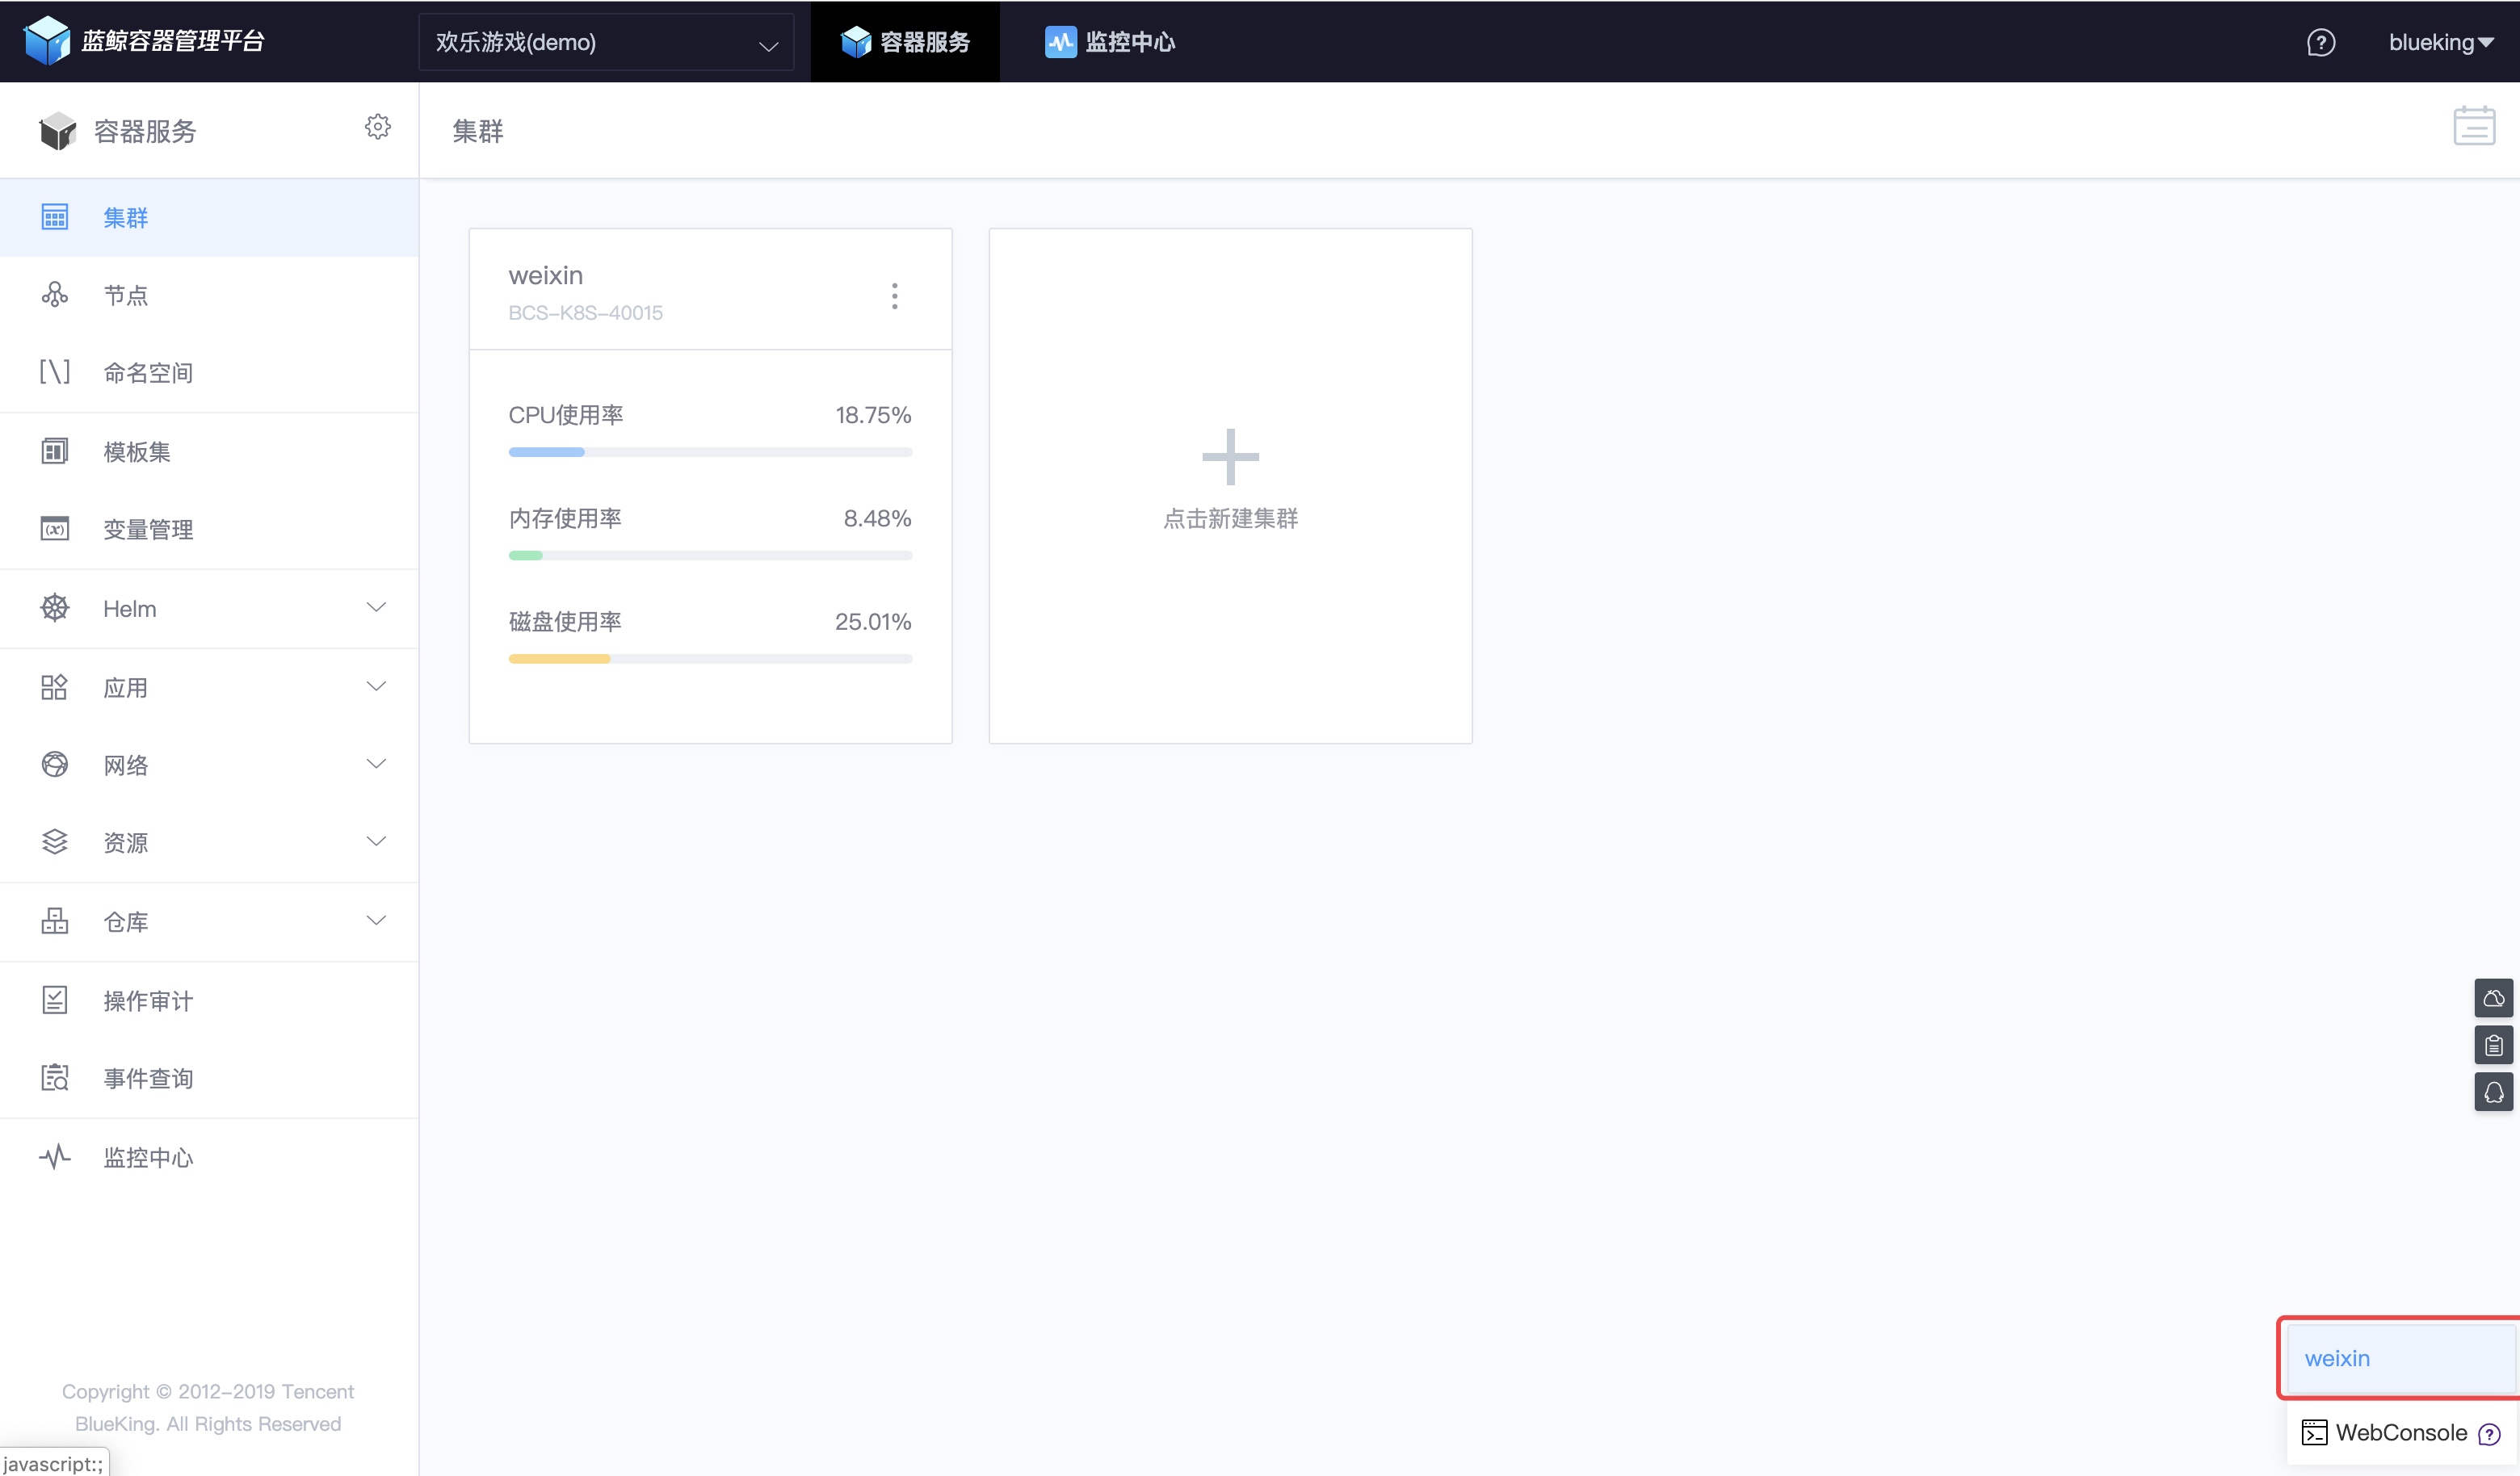 蓝鲸容器管理平台
欢乐游戏(demo)
容器服务
监控中心
blueking
容器服务
集群
集群
节点
命名空间
模板集
变量管理
Helm
应用
网络
资源
仓库
操作审计
事件查询
监控中心
Copyright © 2012-2019 Tencent
BlueKing. All Rights Reserved
javascript:;
weixin
BCS-K8S-40015
CPU使用率 18.75%
内存使用率 8.48%
磁盘使用率 25.01%
点击新建集群
weixin
WebConsole